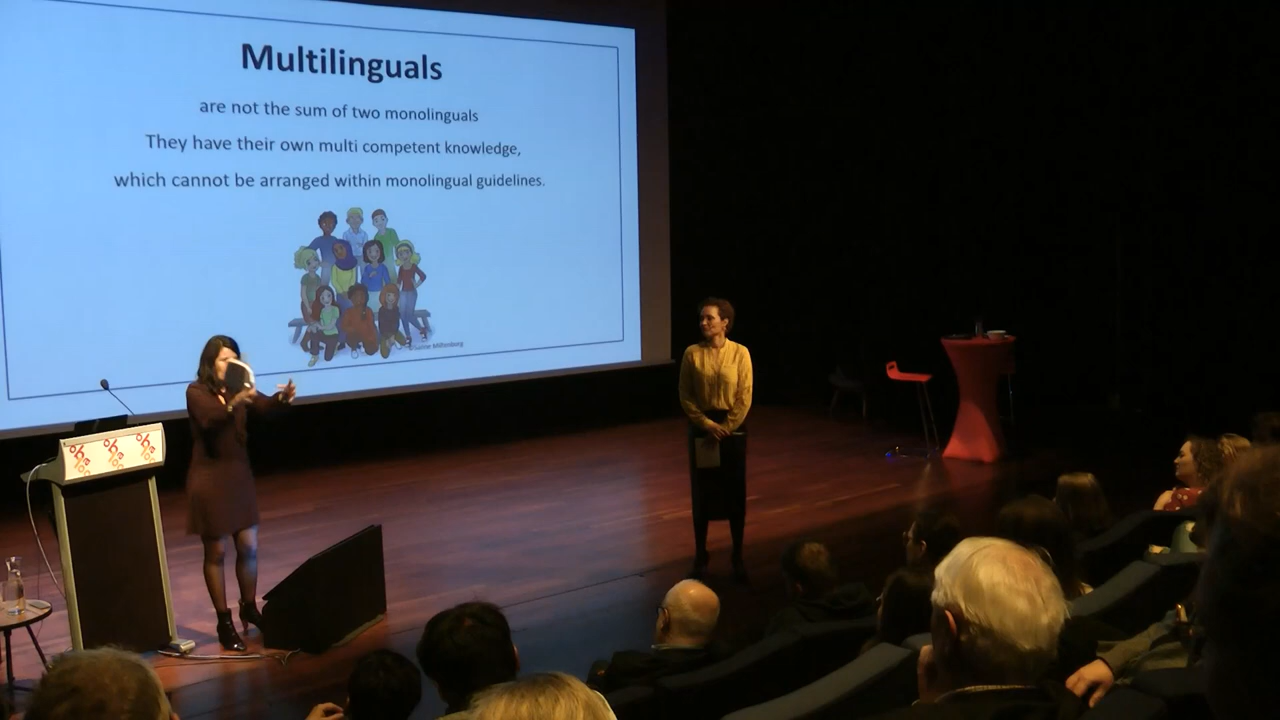 Multilinguals
are not the sum of two monolinguals
They have their own multi competent knowledge,
which cannot be arranged within monolingual guidelines.
Miltenburg